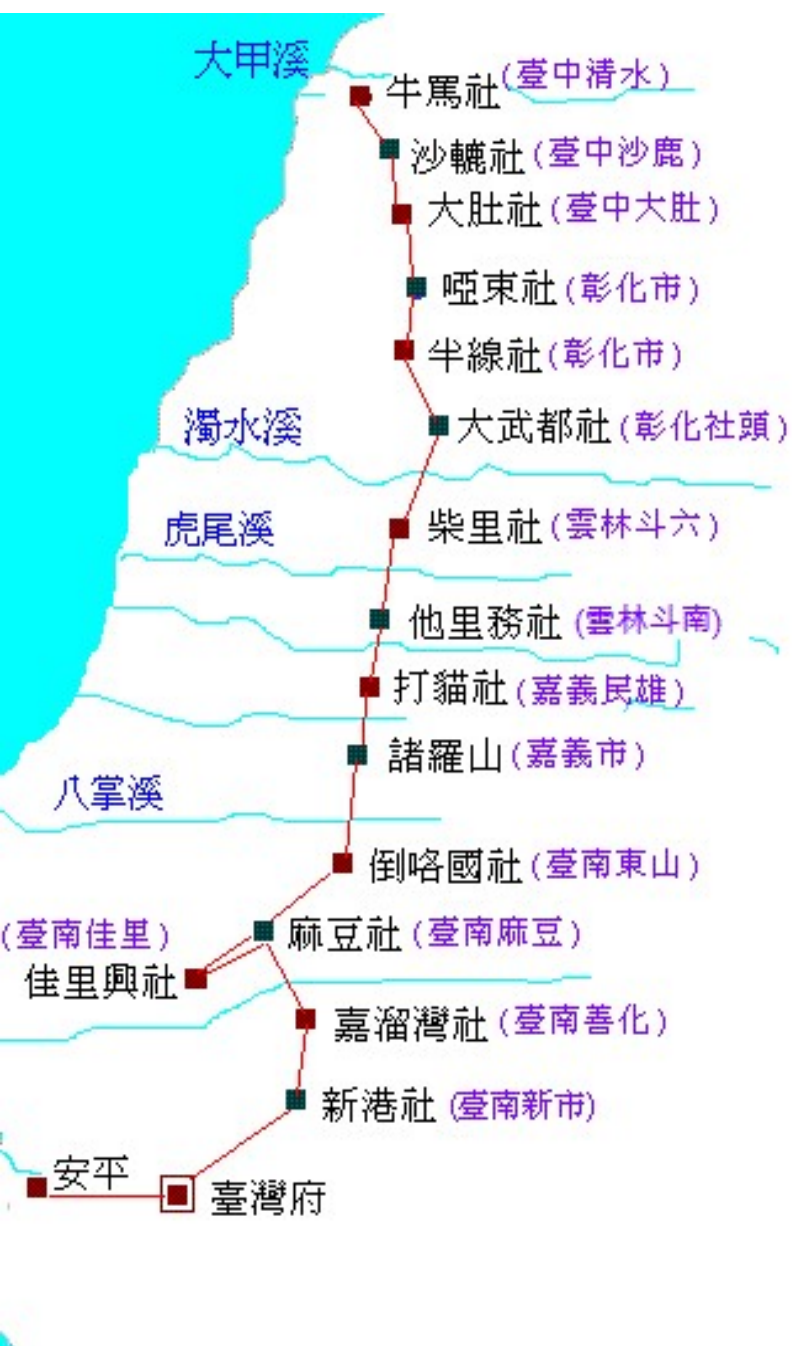 大甲溪
牛罵社(臺中清水)
沙轆社(臺中沙鹿)
大肚社(臺中大肚)
啞束社(彰化市)
半線社(彰化市)
濁水溪
大武都社(彰化社頭)
虎尾溪
柴里社(雲林斗六)
他里務社(雲林斗南)
打貓社(嘉義民雄)
諸羅山(嘉義市)
八掌溪
倒咯國社(臺南東山)
麻豆社(臺南麻豆)
(臺南佳里)
佳里興社
嘉溜灣社(臺南善化)
新港社(臺南新市)
安平
臺灣府